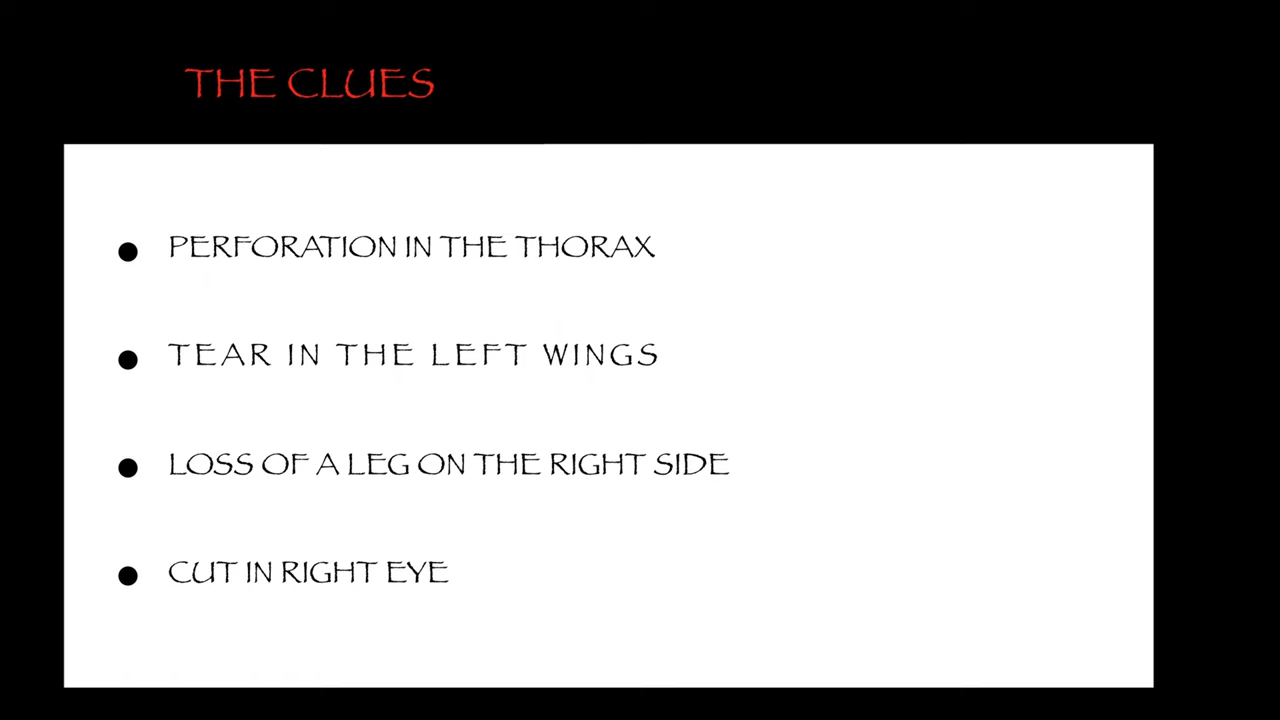 THE CLUES
● PERFORATION IN THE THORAX
● TEAR IN THE LEFT WINGS
● LOSS OF A LEG ON THE RIGHT SIDE
● CUT IN RIGHT EYE